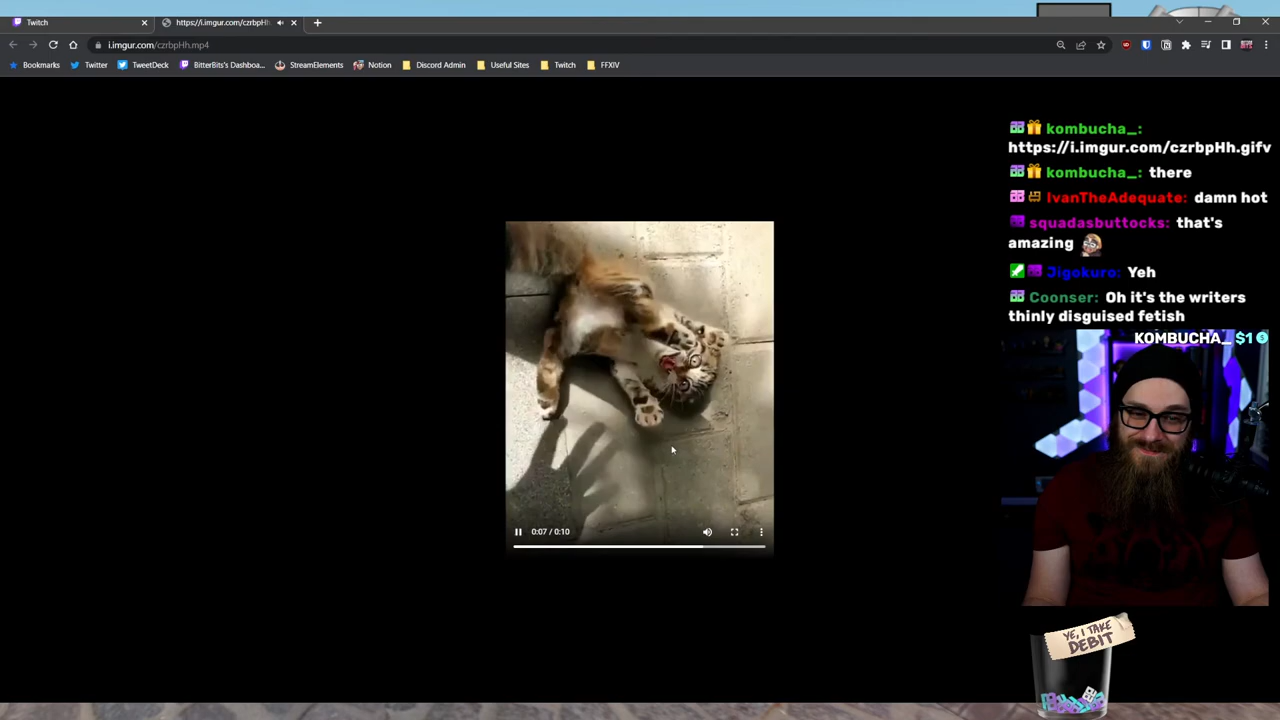 Twitch
https://i.imgur.com/czrbpHh
i.imgur.com/czrbpHh.mp4
Bookmarks
Twitter
TweetDeck
BitterBits's Dashboa...
StreamElements
Notion
Discord Admin
Useful Sites
Twitch
FFXIV
kombucha_:
https://i.imgur.com/czrbpHh.gifv
kombucha_: there
IvanTheAdequate: damn hot
squadasbuttocks: that's
amazing
Jigokuro: Yeh
Coonser: Oh it's the writers
thinly disguised fetish
KOMBUCHA_ $1
0:07 / 0:10
YE, I TAKE
DEBIT